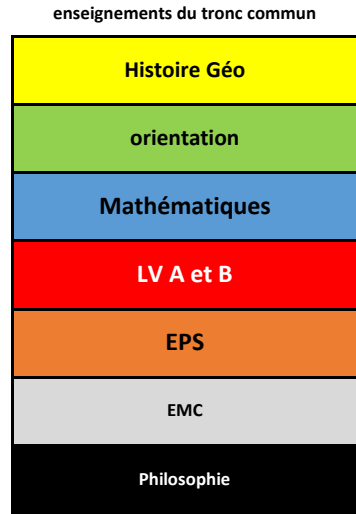 enseignements du tronc commun
Histoire Géo
orientation
Mathématiques
LV A et B
EPS
EMC
Philosophie